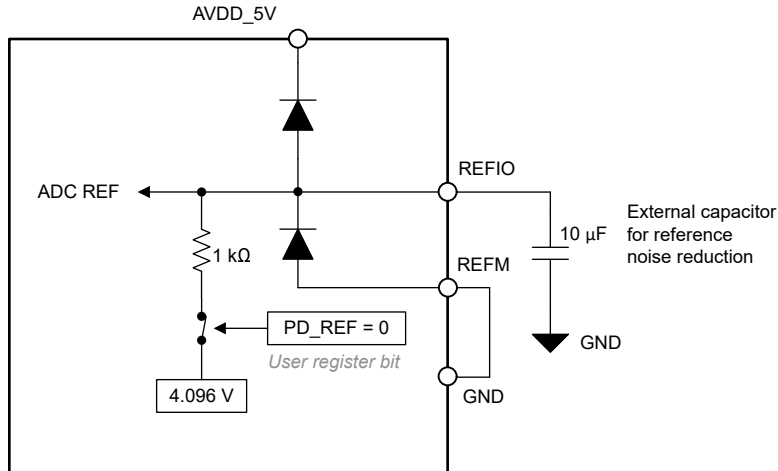 AVDD_5V
ADC REF
REFIO
1 kΩ
10 µF
External capacitor
for reference
noise reduction
REFM
PD_REF = 0
User register bit
GND
4.096 V
GND